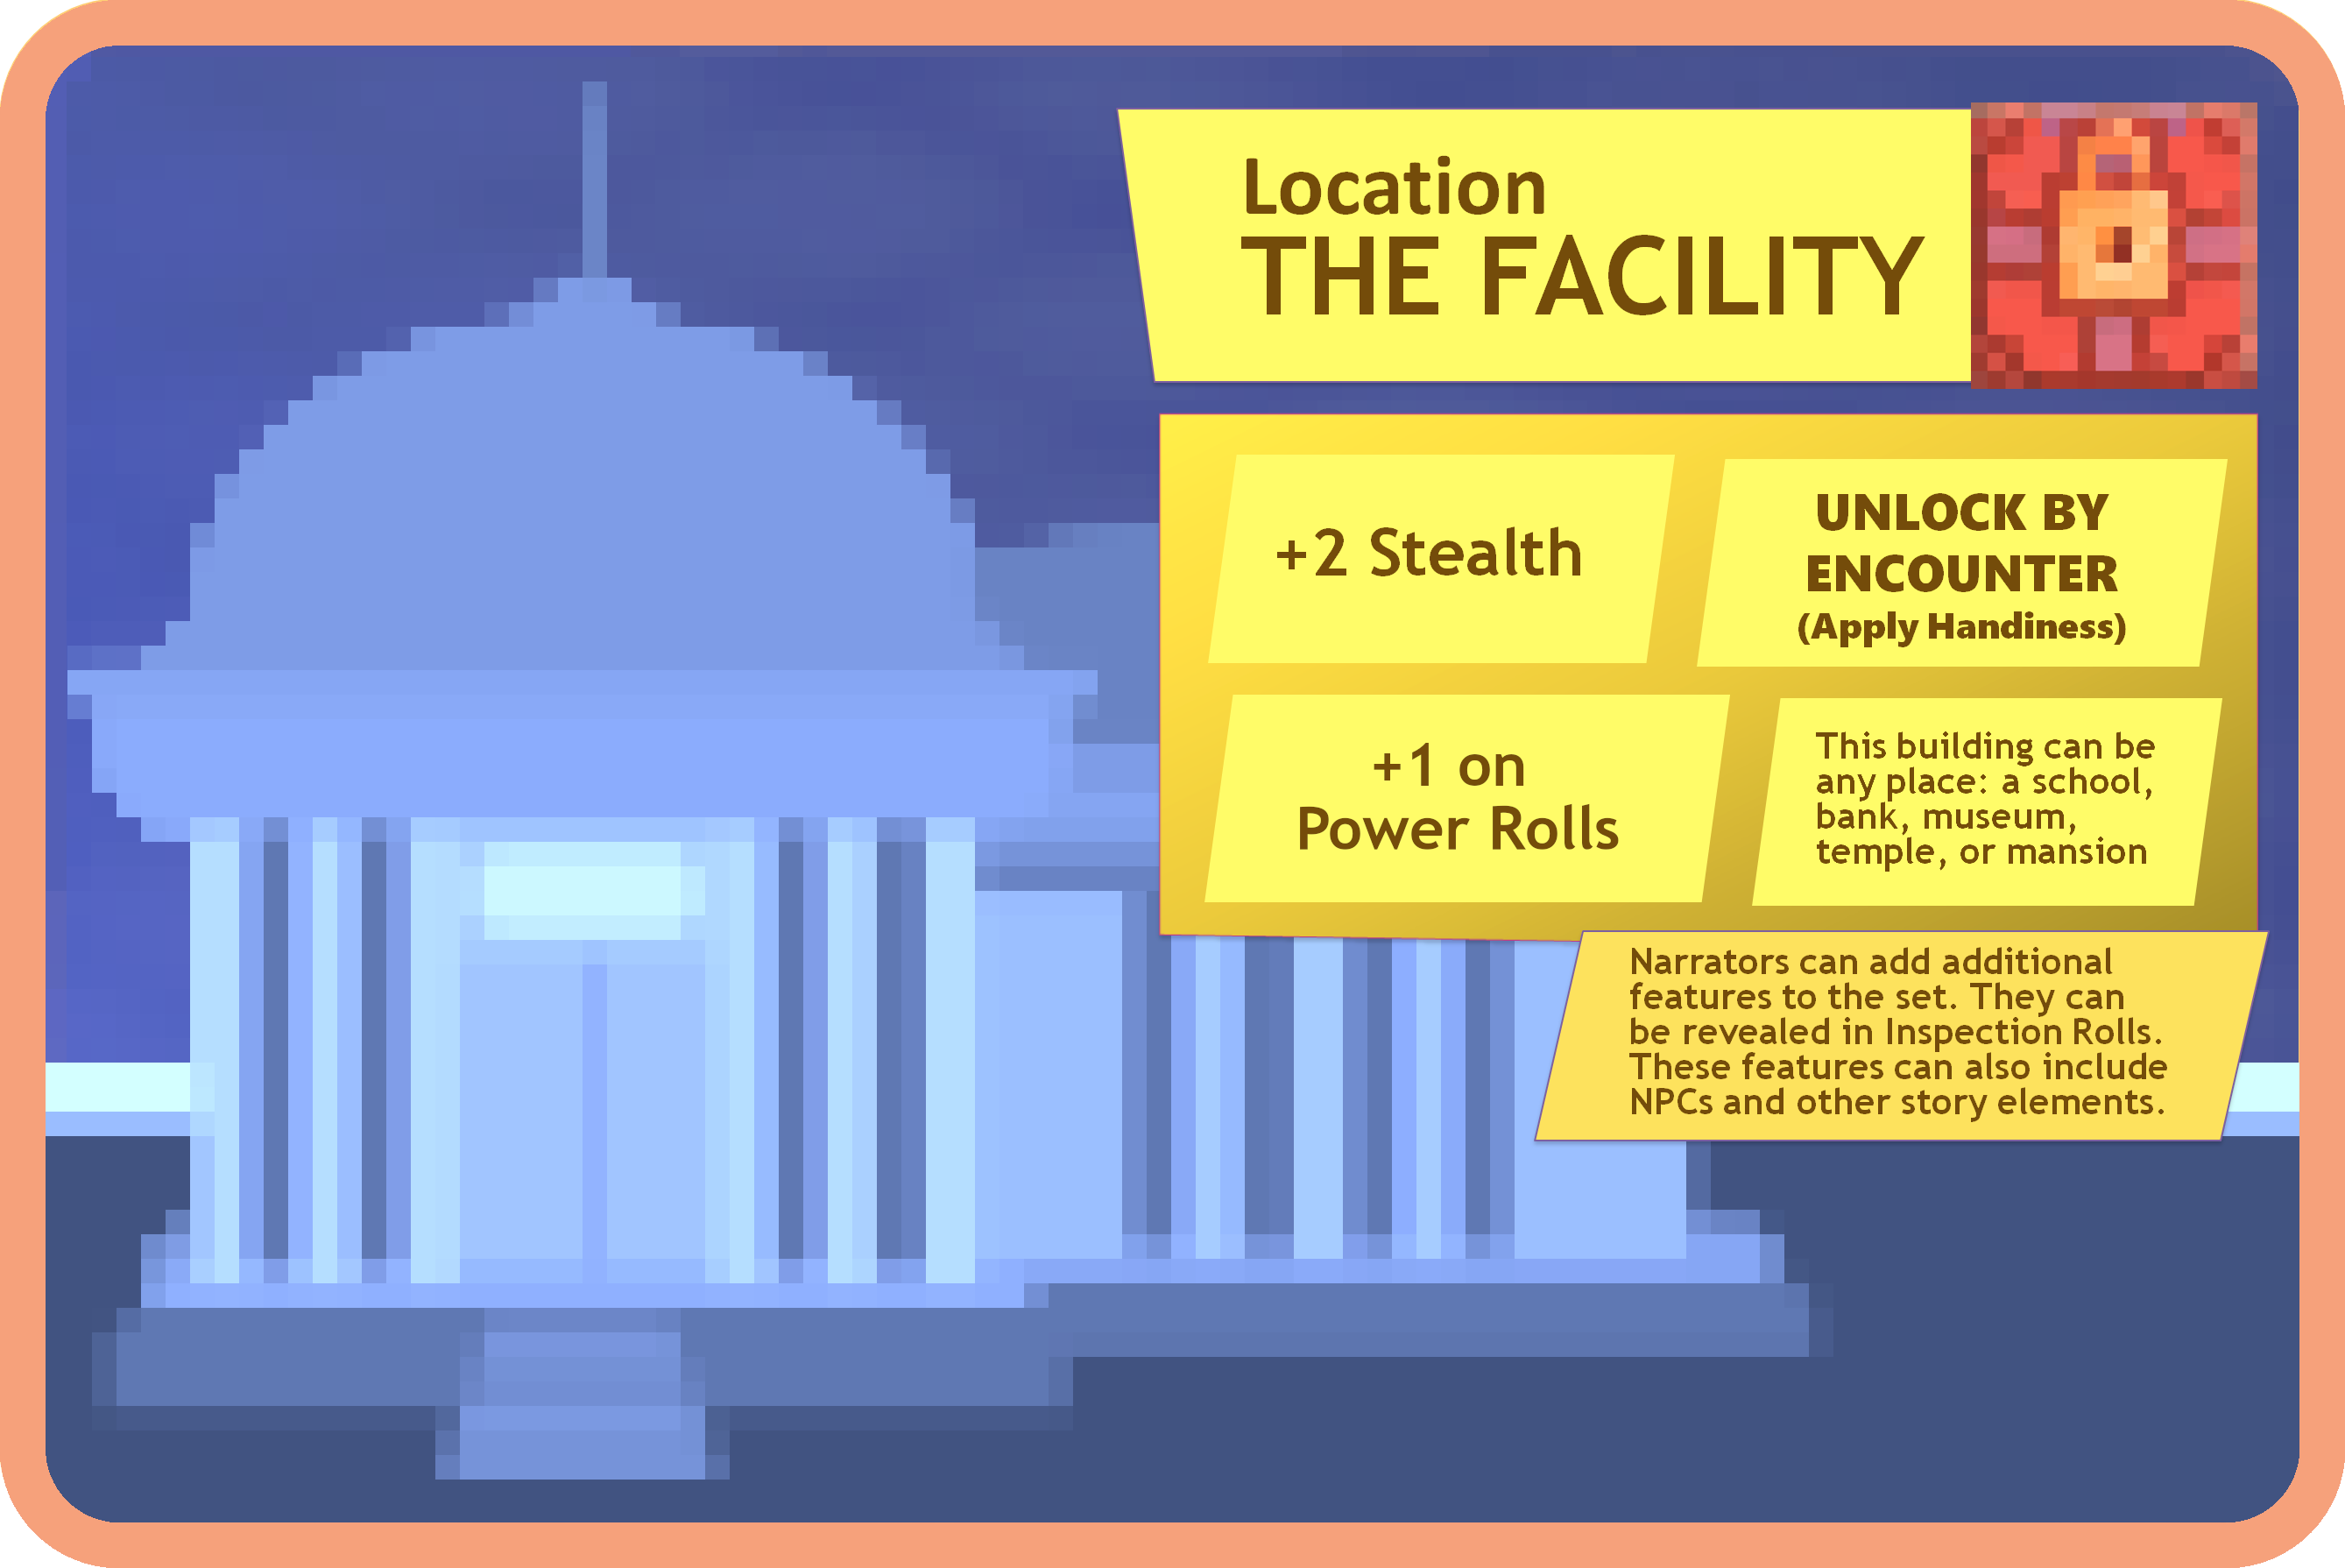 Location
THE FACILITY
+2 Stealth
UNLOCK BY
ENCOUNTER
(Apply Handiness)
+1 on
Power Rolls
This building can be
any place: a school,
bank, museum,
temple, or mansion
Narrators can add additional
features to the set. They can
be revealed in Inspection Rolls.
These features can also include
NPCs and other story elements.